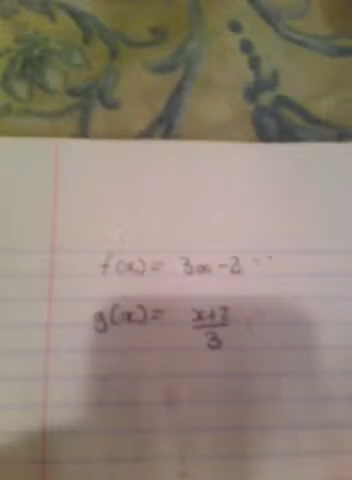 f(x) = 3x - 2
g(x) = x+2/3